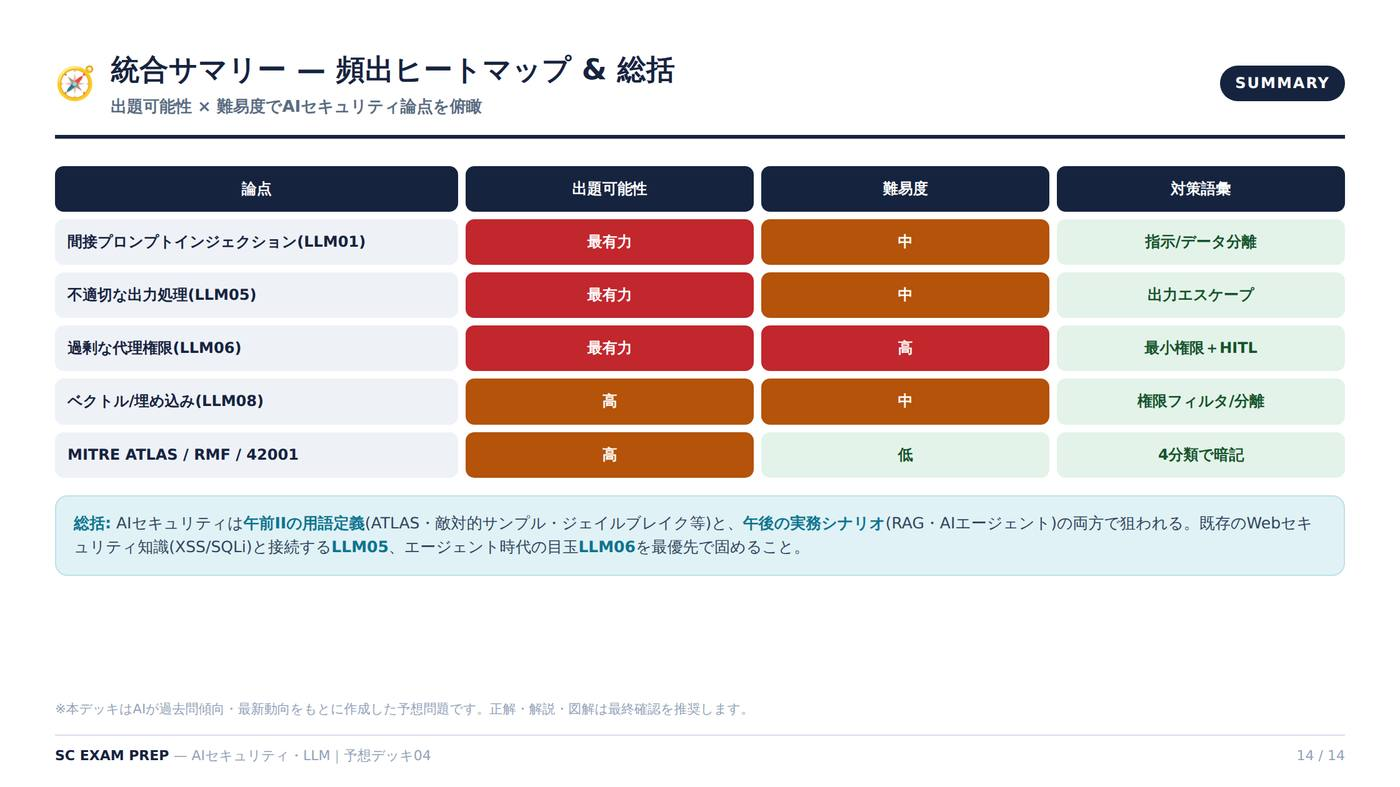 統合サマリー — 頻出ヒートマップ & 総括
出題可能性 × 難易度でAIセキュリティ論点を俯瞰
SUMMARY
論点 出題可能性 難易度 対策語彙
間接プロンプトインジェクション(LLM01) 最有力 中 指示/データ分離
不適切な出力処理(LLM05) 最有力 中 出力エスケープ
過剰な代理権限(LLM06) 最有力 高 最小権限＋HITL
ベクトル/埋め込み(LLM08) 高 中 権限フィルタ/分離
MITRE ATLAS / RMF / 42001 高 低 4分類で暗記
総括: AIセキュリティは午前IIの用語定義(ATLAS・敵対的サンプル・ジェイルブレイク等)と、午後の実務シナリオ(RAG・AIエージェント)の両方で狙われる。既存のWebセキ
ュリティ知識(XSS/SQLi)と接続するLLM05、エージェント時代の目玉LLM06を最優先で固めること。
※本デッキはAIが過去問傾向・最新動向をもとに作成した予想問題です。正解・解説・図解は最終確認を推奨します。
SC EXAM PREP — AIセキュリティ・LLM｜予想デッキ04
14 / 14